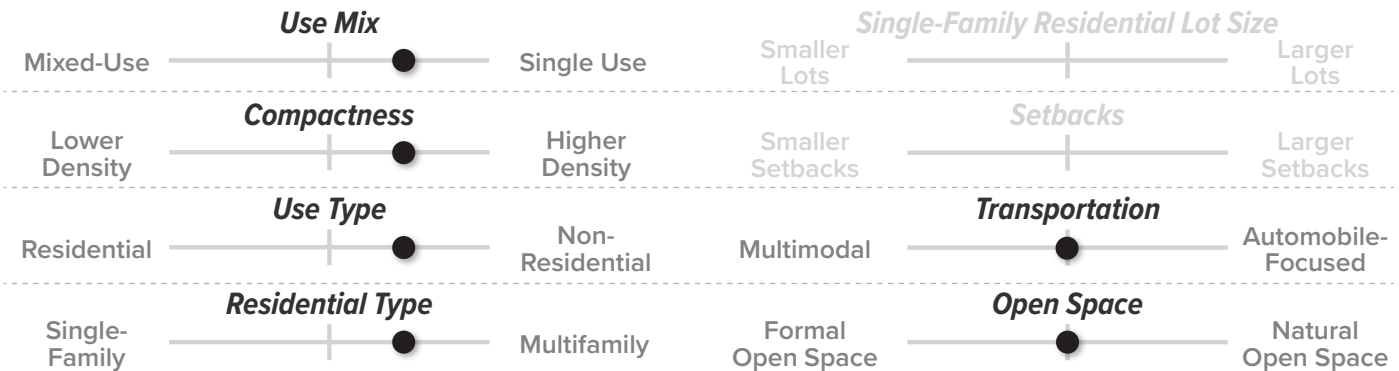 Use Mix
Mixed-Use
Single Use
Compactness
Lower
Density
Higher
Density
Use Type
Residential
Non-
Residential
Residential Type
Single-
Family
Multifamily
Single-Family Residential Lot Size
Smaller
Lots
Larger
Lots
Setbacks
Smaller
Setbacks
Larger
Setbacks
Transportation
Multimodal
Automobile-
Focused
Open Space
Formal
Open Space
Natural
Open Space